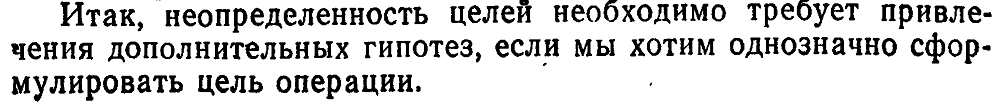 Итак, неопределенность целей необходимо требует привле-
чения дополнительных гипотез, если мы хотим однозначно сфор-
мулировать цель операции.